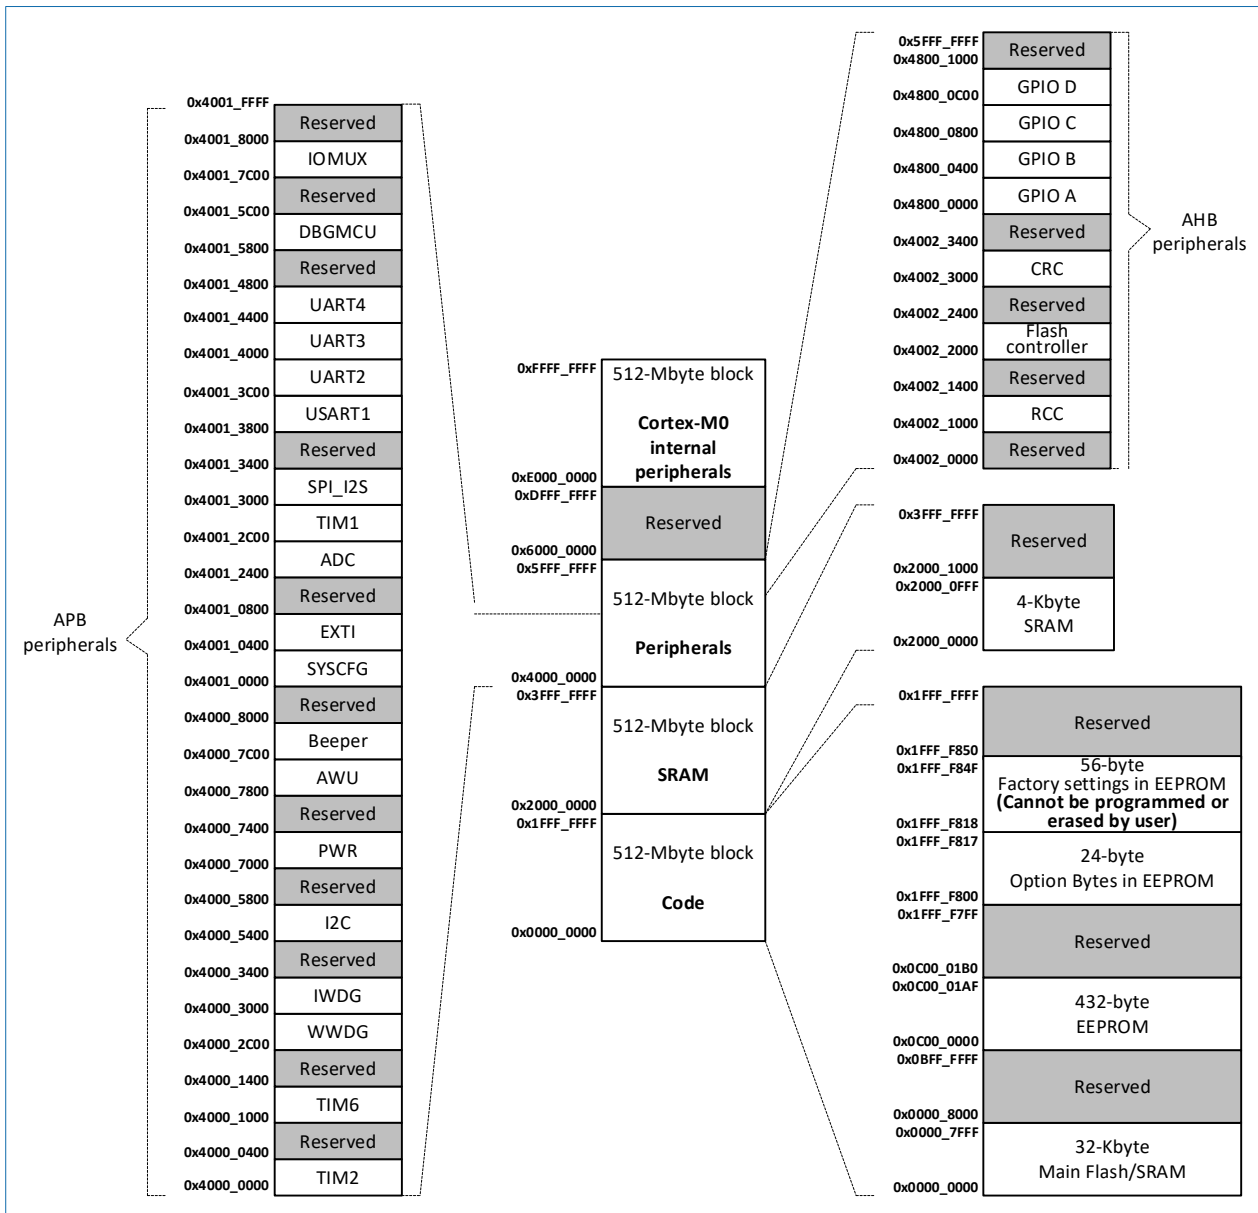 0x4001_FFFF
Reserved
0x4001_8000
IOMUX
0x4001_7C00
Reserved
0x4001_5C00
DBGMCU
0x4001_5800
Reserved
0x4001_4800
UART4
0x4001_4400
UART3
0x4001_4000
UART2
0x4001_3C00
USART1
0x4001_3800
Reserved
0x4001_3400
SPI_I2S
0x4001_3000
TIM1
0x4001_2C00
ADC
0x4001_2400
Reserved
0x4001_0800
EXTI
0x4001_0400
SYSCFG
0x4001_0000
Reserved
0x4000_8000
Beeper
0x4000_7C00
AWU
0x4000_7800
Reserved
0x4000_7400
PWR
0x4000_7000
Reserved
0x4000_5800
I2C
0x4000_5400
Reserved
0x4000_3400
IWDG
0x4000_3000
WWDG
0x4000_2C00
Reserved
0x4000_1400
TIM6
0x4000_1000
Reserved
0x4000_0400
TIM2
0x4000_0000
APB
peripherals
0xFFFF_FFFF
512-Mbyte block
Cortex-M0
internal
peripherals
0xE000_0000
0xDFFF_FFFF
Reserved
0x6000_0000
0x5FFF_FFFF
512-Mbyte block
Peripherals
0x4000_0000
0x3FFF_FFFF
512-Mbyte block
SRAM
0x2000_0000
0x1FFF_FFFF
512-Mbyte block
Code
0x0000_0000
0x5FFF_FFFF
Reserved
0x4800_1000
GPIO D
0x4800_0C00
GPIO C
0x4800_0800
GPIO B
0x4800_0400
GPIO A
0x4800_0000
Reserved
0x4002_3400
CRC
0x4002_3000
Reserved
0x4002_2400
Flash
controller
0x4002_2000
Reserved
0x4002_1400
RCC
0x4002_1000
Reserved
0x4002_0000
AHB
peripherals
0x3FFF_FFFF
Reserved
0x2000_1000
0x2000_0FFF
4-Kbyte
SRAM
0x2000_0000
0x1FFF_FFFF
Reserved
0x1FFF_F850
0x1FFF_F84F
56-byte
Factory settings in EEPROM
(Cannot be programmed or
erased by user)
0x1FFF_F818
0x1FFF_F817
24-byte
Option Bytes in EEPROM
0x1FFF_F800
0x1FFF_F7FF
Reserved
0x0C00_01B0
0x0C00_01AF
432-byte
EEPROM
0x0C00_0000
0x0BFF_FFFF
Reserved
0x0000_8000
0x0000_7FFF
32-Kbyte
Main Flash/SRAM
0x0000_0000